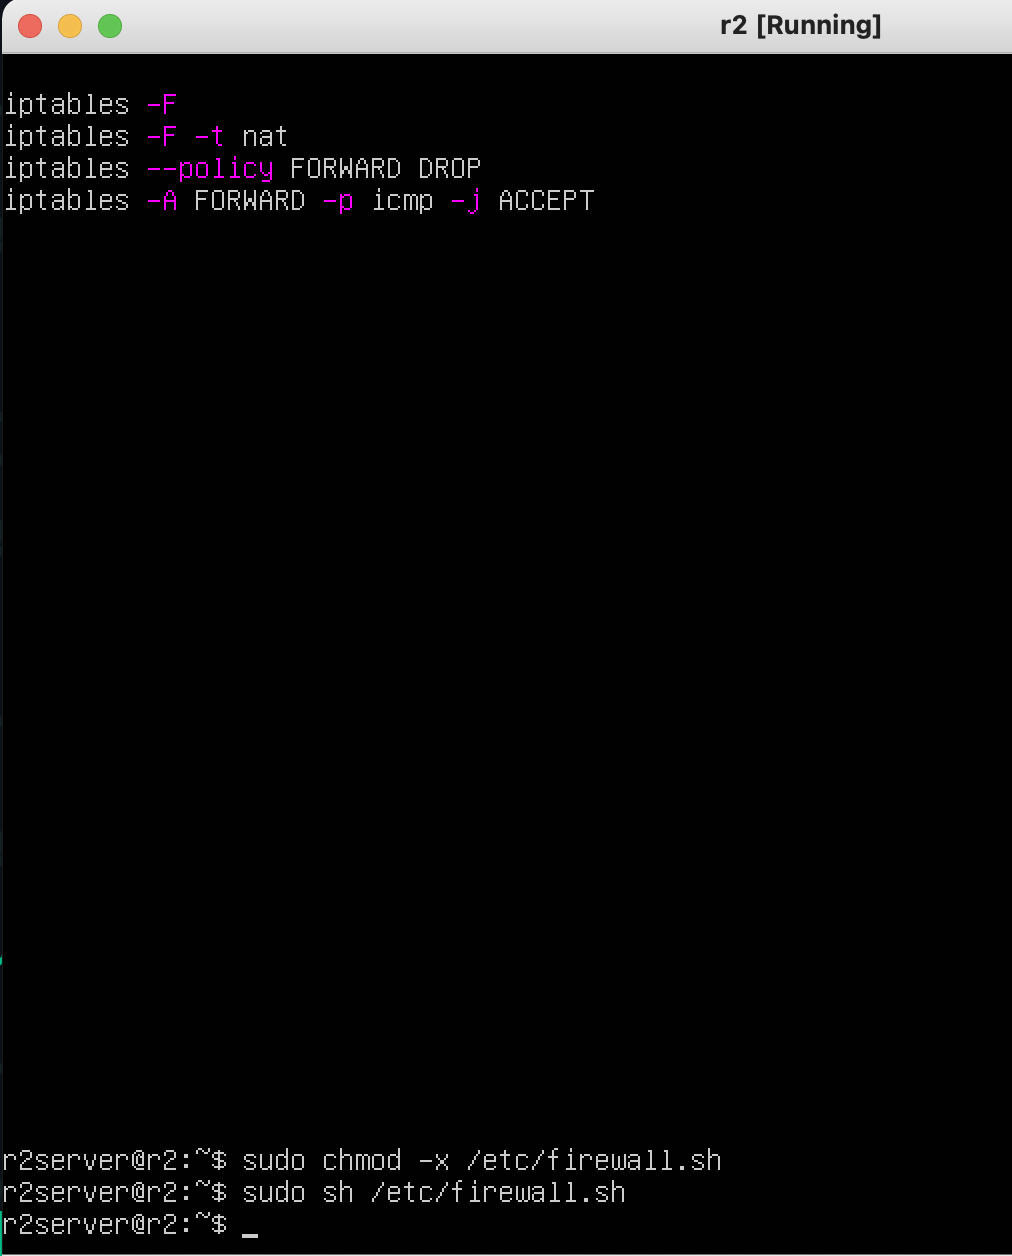 r2 [Running]
iptables -F
iptables -F -t nat
iptables --policy FORWARD DROP
iptables -A FORWARD -p icmp -j ACCEPT
r2server@r2:~$ sudo chmod -x /etc/firewall.sh
r2server@r2:~$ sudo sh /etc/firewall.sh
r2server@r2:~$ _